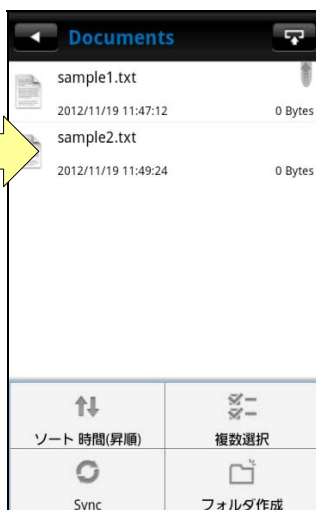 Documents
sample1.txt
2012/11/19 11:47:12 0 Bytes
sample2.txt
2012/11/19 11:49:24 0 Bytes
ソート 時間(昇順) 複数選択
Sync フォルダ作成